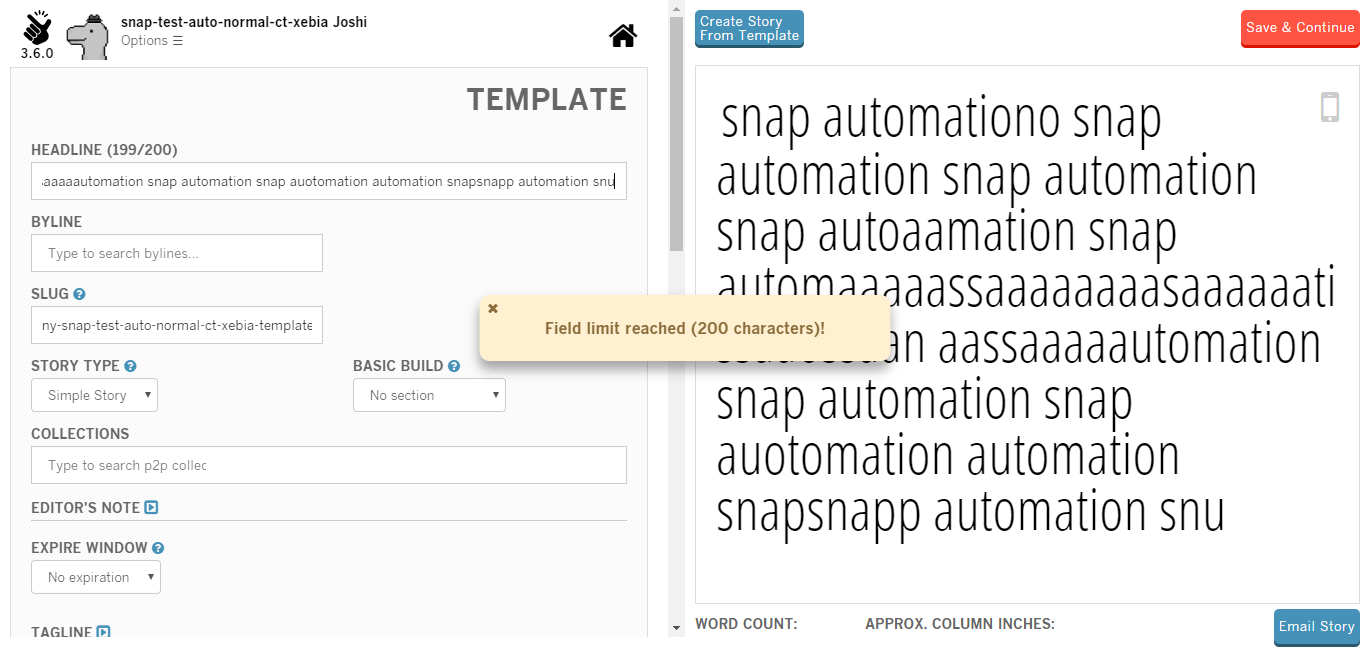 snap-test-auto-normal-ct-xebia Joshi
Options ☰
3.6.0
TEMPLATE
HEADLINE (199/200)
aaaaautomation snap automation snap auotomation automation snapsnapp automation snu
BYLINE
Type to search bylines...
SLUG
ny-snap-test-auto-normal-ct-xebia-template
STORY TYPE
BASIC BUILD
Simple Story
No section
COLLECTIONS
Type to search p2p collec
EDITOR'S NOTE
EXPIRE WINDOW
No expiration
TAGLINE
Field limit reached (200 characters)!
Create Story
From Template
Save & Continue
snap automationo snap
automation snap automation
snap autoaamation snap
automaaaaassaaaaaaaasaaaaaati
an aassaaaaautomation
snap automation snap
auotomation automation
snapsnapp automation snu
WORD COUNT:
APPROX. COLUMN INCHES:
Email Story